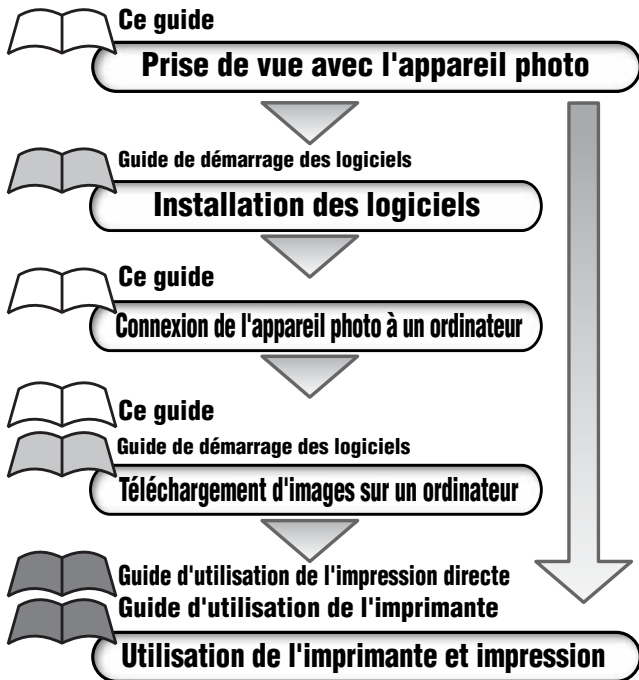 Ce guide
Prise de vue avec l'appareil photo
Guide de démarrage des logiciels
Installation des logiciels
Ce guide
Connexion de l'appareil photo à un ordinateur
Ce guide
Guide de démarrage des logiciels
Téléchargement d'images sur un ordinateur
Guide d'utilisation de l'impression directe
Guide d'utilisation de l'imprimante
Utilisation de l'imprimante et impression